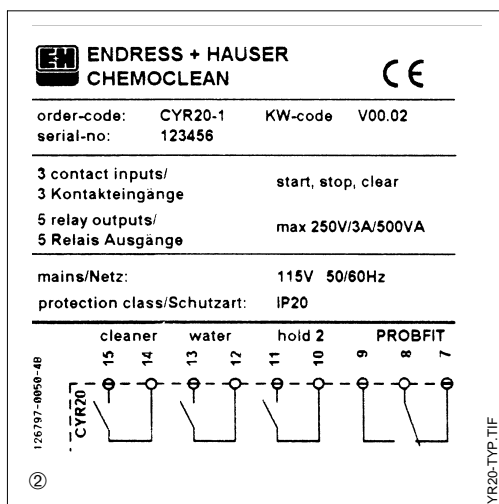 EH ENDRESS + HAUSER
CHEMOCLEAN
CE
order-code: CYR20-1 KW-code V00.02
serial-no: 123456
3 contact inputs/
3 Kontakteingänge
start, stop, clear
5 relay outputs/
5 Relais Ausgänge
max 250V/3A/500VA
mains/Netz: 115V 50/60Hz
protection class/Schutzart: IP20
cleaner water hold 2 PROBFIT
15 14 13 12 11 10 9 8 7
CYR20
126797-0050-4B
②
YR20-TYP.TIF